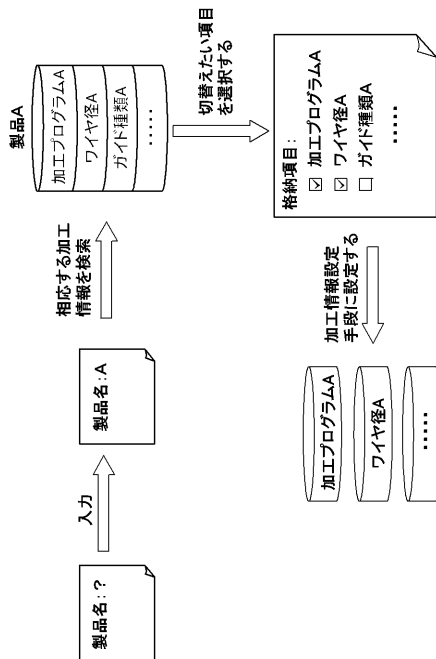 製品名:?
入力
製品名:A
相応する加工
情報を検索
製品A
加工プログラムA
ワイヤ径A
ガイド種類A
・・・・・
切替えたい項目
を選択する
格納項目:
☑ 加工プログラムA
☑ ワイヤ径A
☐ ガイド種類A
・・・・・
加工情報設定
手段に設定する
加工プログラムA
ワイヤ径A
・・・・・